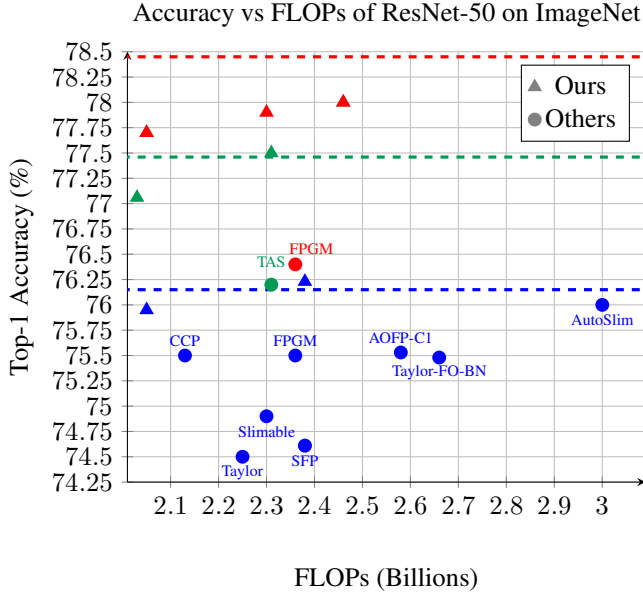 Accuracy vs FLOPs of ResNet-50 on ImageNet
Top-1 Accuracy (%)
78.5
78.25
78
77.75
77.5
77.25
77
76.75
76.5
76.25
76
75.75
75.5
75.25
75
74.75
74.5
74.25
Ours
Others
FPGM
TAS
AutoSlim
CCP
FPGM
AOFP-C1
Taylor-FO-BN
Slimable
SFP
Taylor
2.1 2.2 2.3 2.4 2.5 2.6 2.7 2.8 2.9 3
FLOPs (Billions)